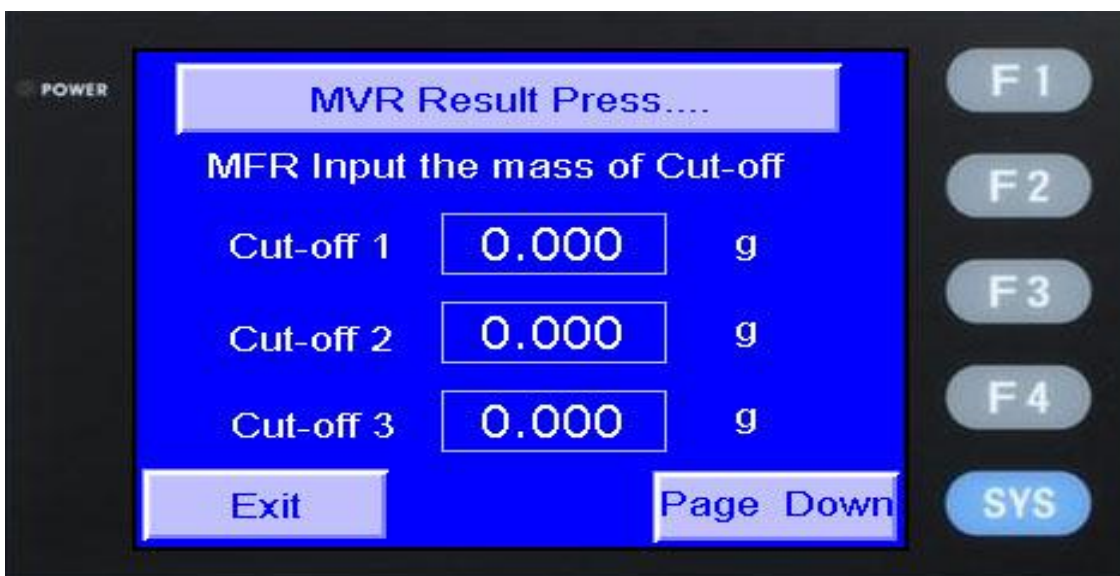 POWER
MVR Result Press....
MFR Input the mass of Cut-off
Cut-off 1 0.000 g
Cut-off 2 0.000 g
Cut-off 3 0.000 g
Exit Page Down
F1
F2
F3
F4
SYS